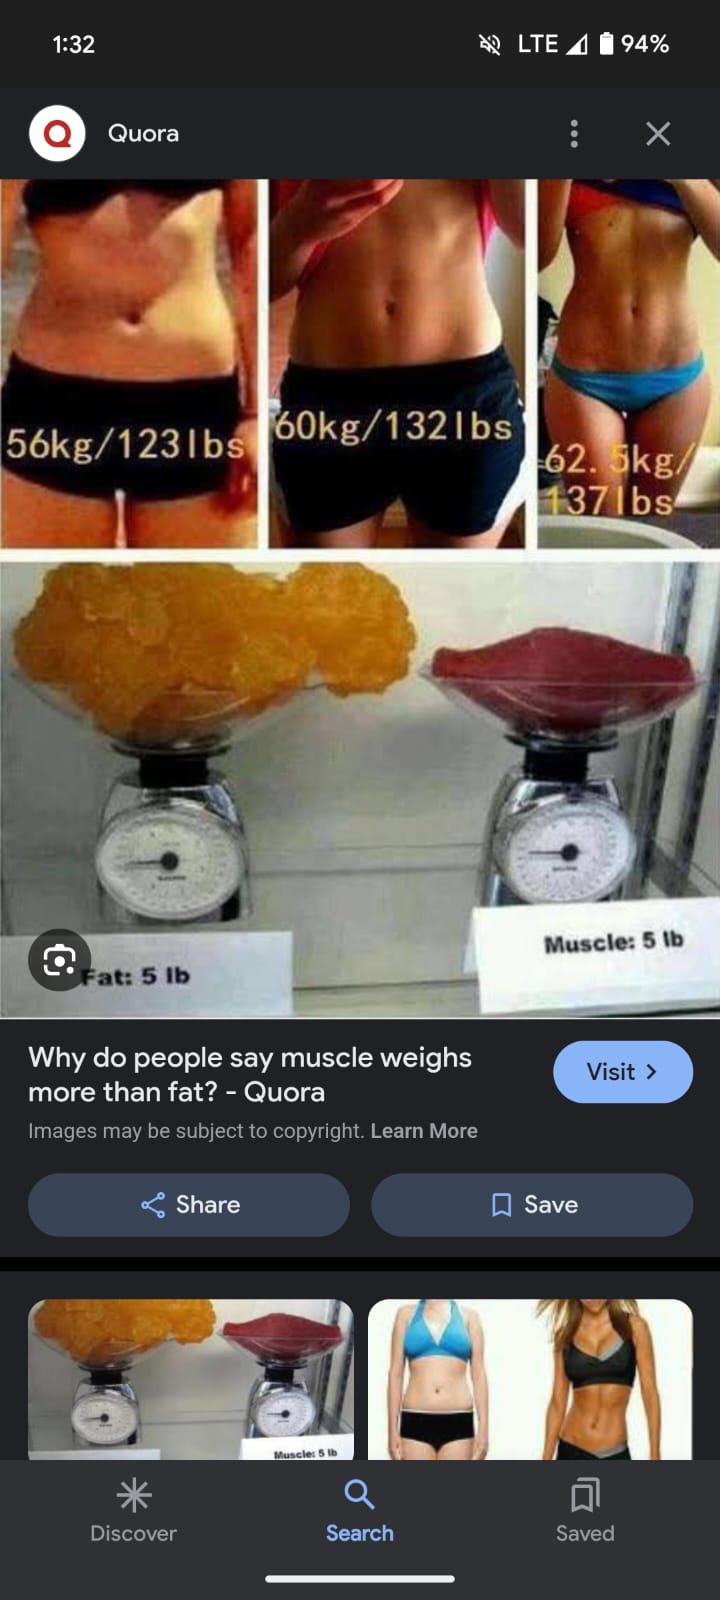 1:32
LTE 94%
Quora
56kg/123lbs
60kg/132lbs
62.5kg/
137lbs
Fat: 5 lb
Muscle: 5 lb
Why do people say muscle weighs
more than fat? - Quora
Visit
Images may be subject to copyright. Learn More
Share
Save
Muscle: 5 lb
Discover
Search
Saved